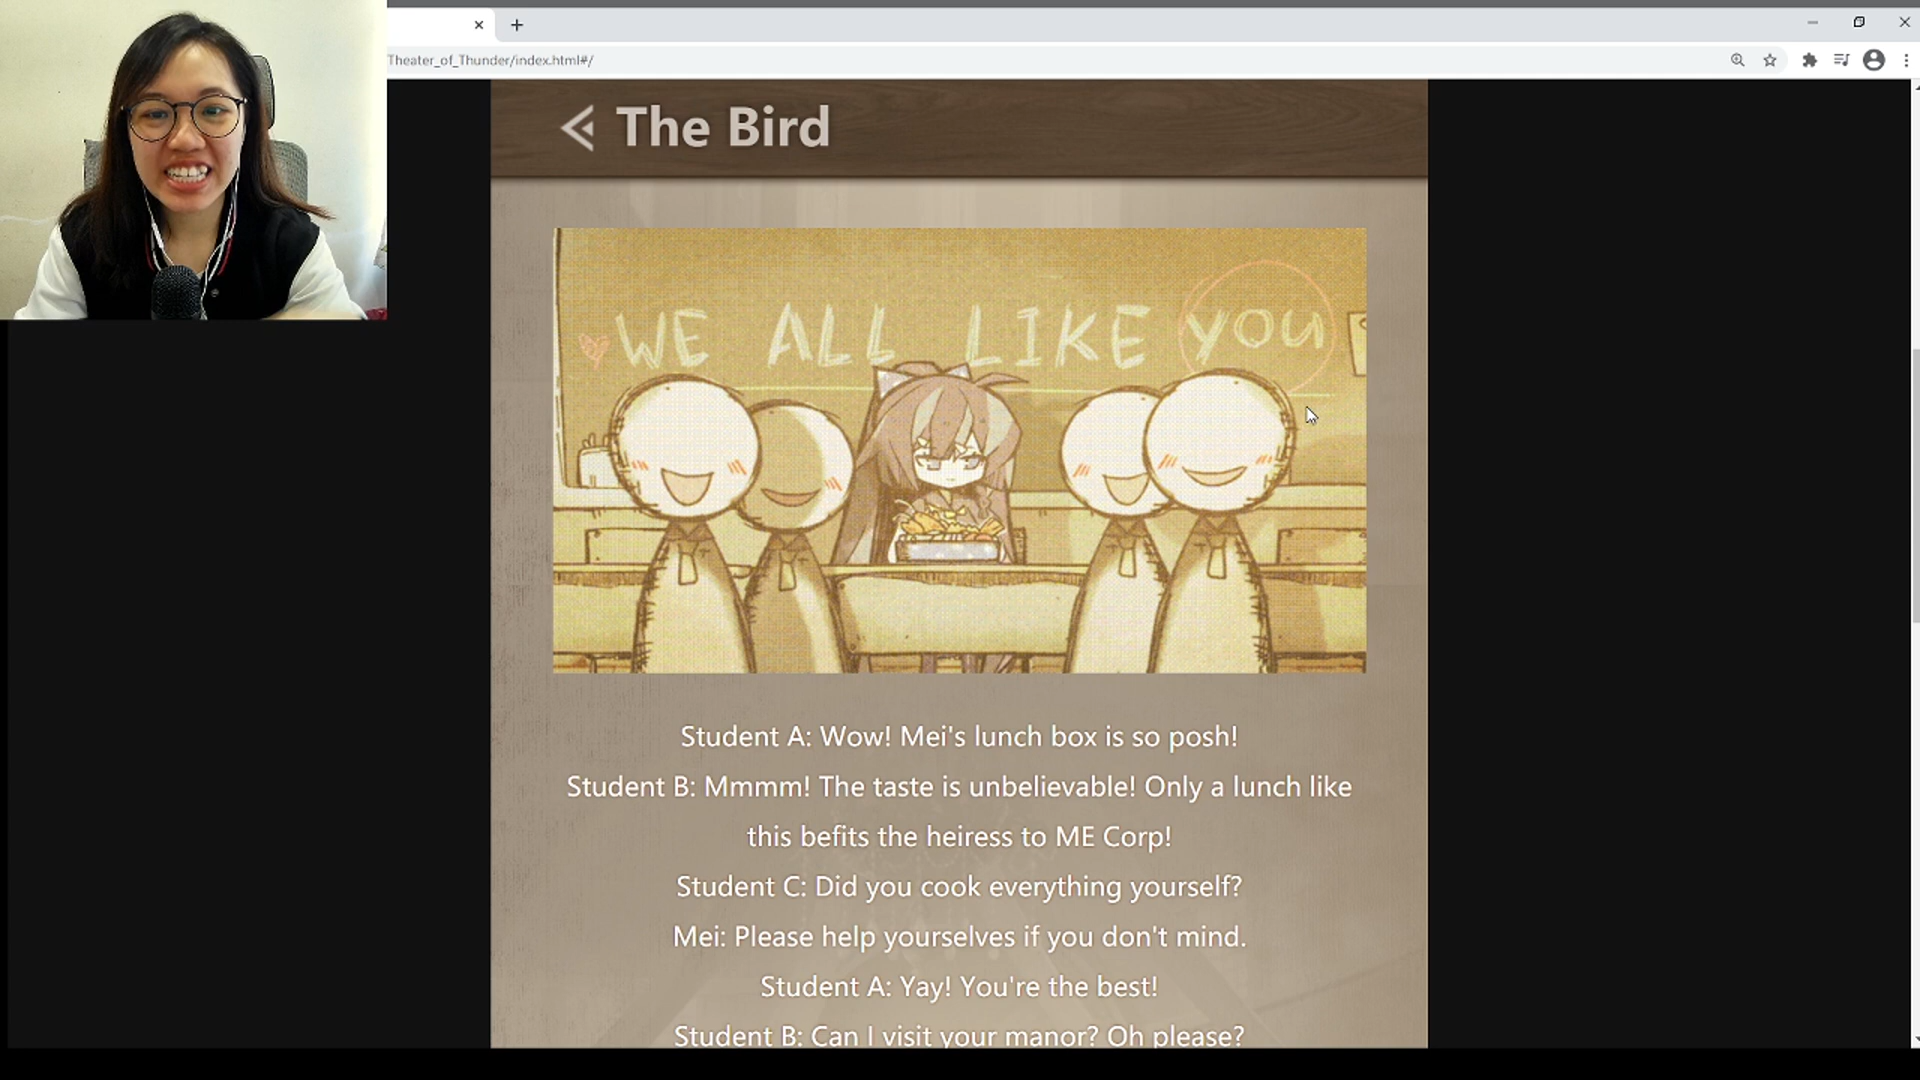 Theater_of_Thunder/index.html#/
The Bird
WE ALL LIKE YOU
Student A: Wow! Mei's lunch box is so posh!
Student B: Mmmm! The taste is unbelievable! Only a lunch like
this befits the heiress to ME Corp!
Student C: Did you cook everything yourself?
Mei: Please help yourselves if you don't mind.
Student A: Yay! You're the best!
Student B: Can I visit your manor? Oh please?